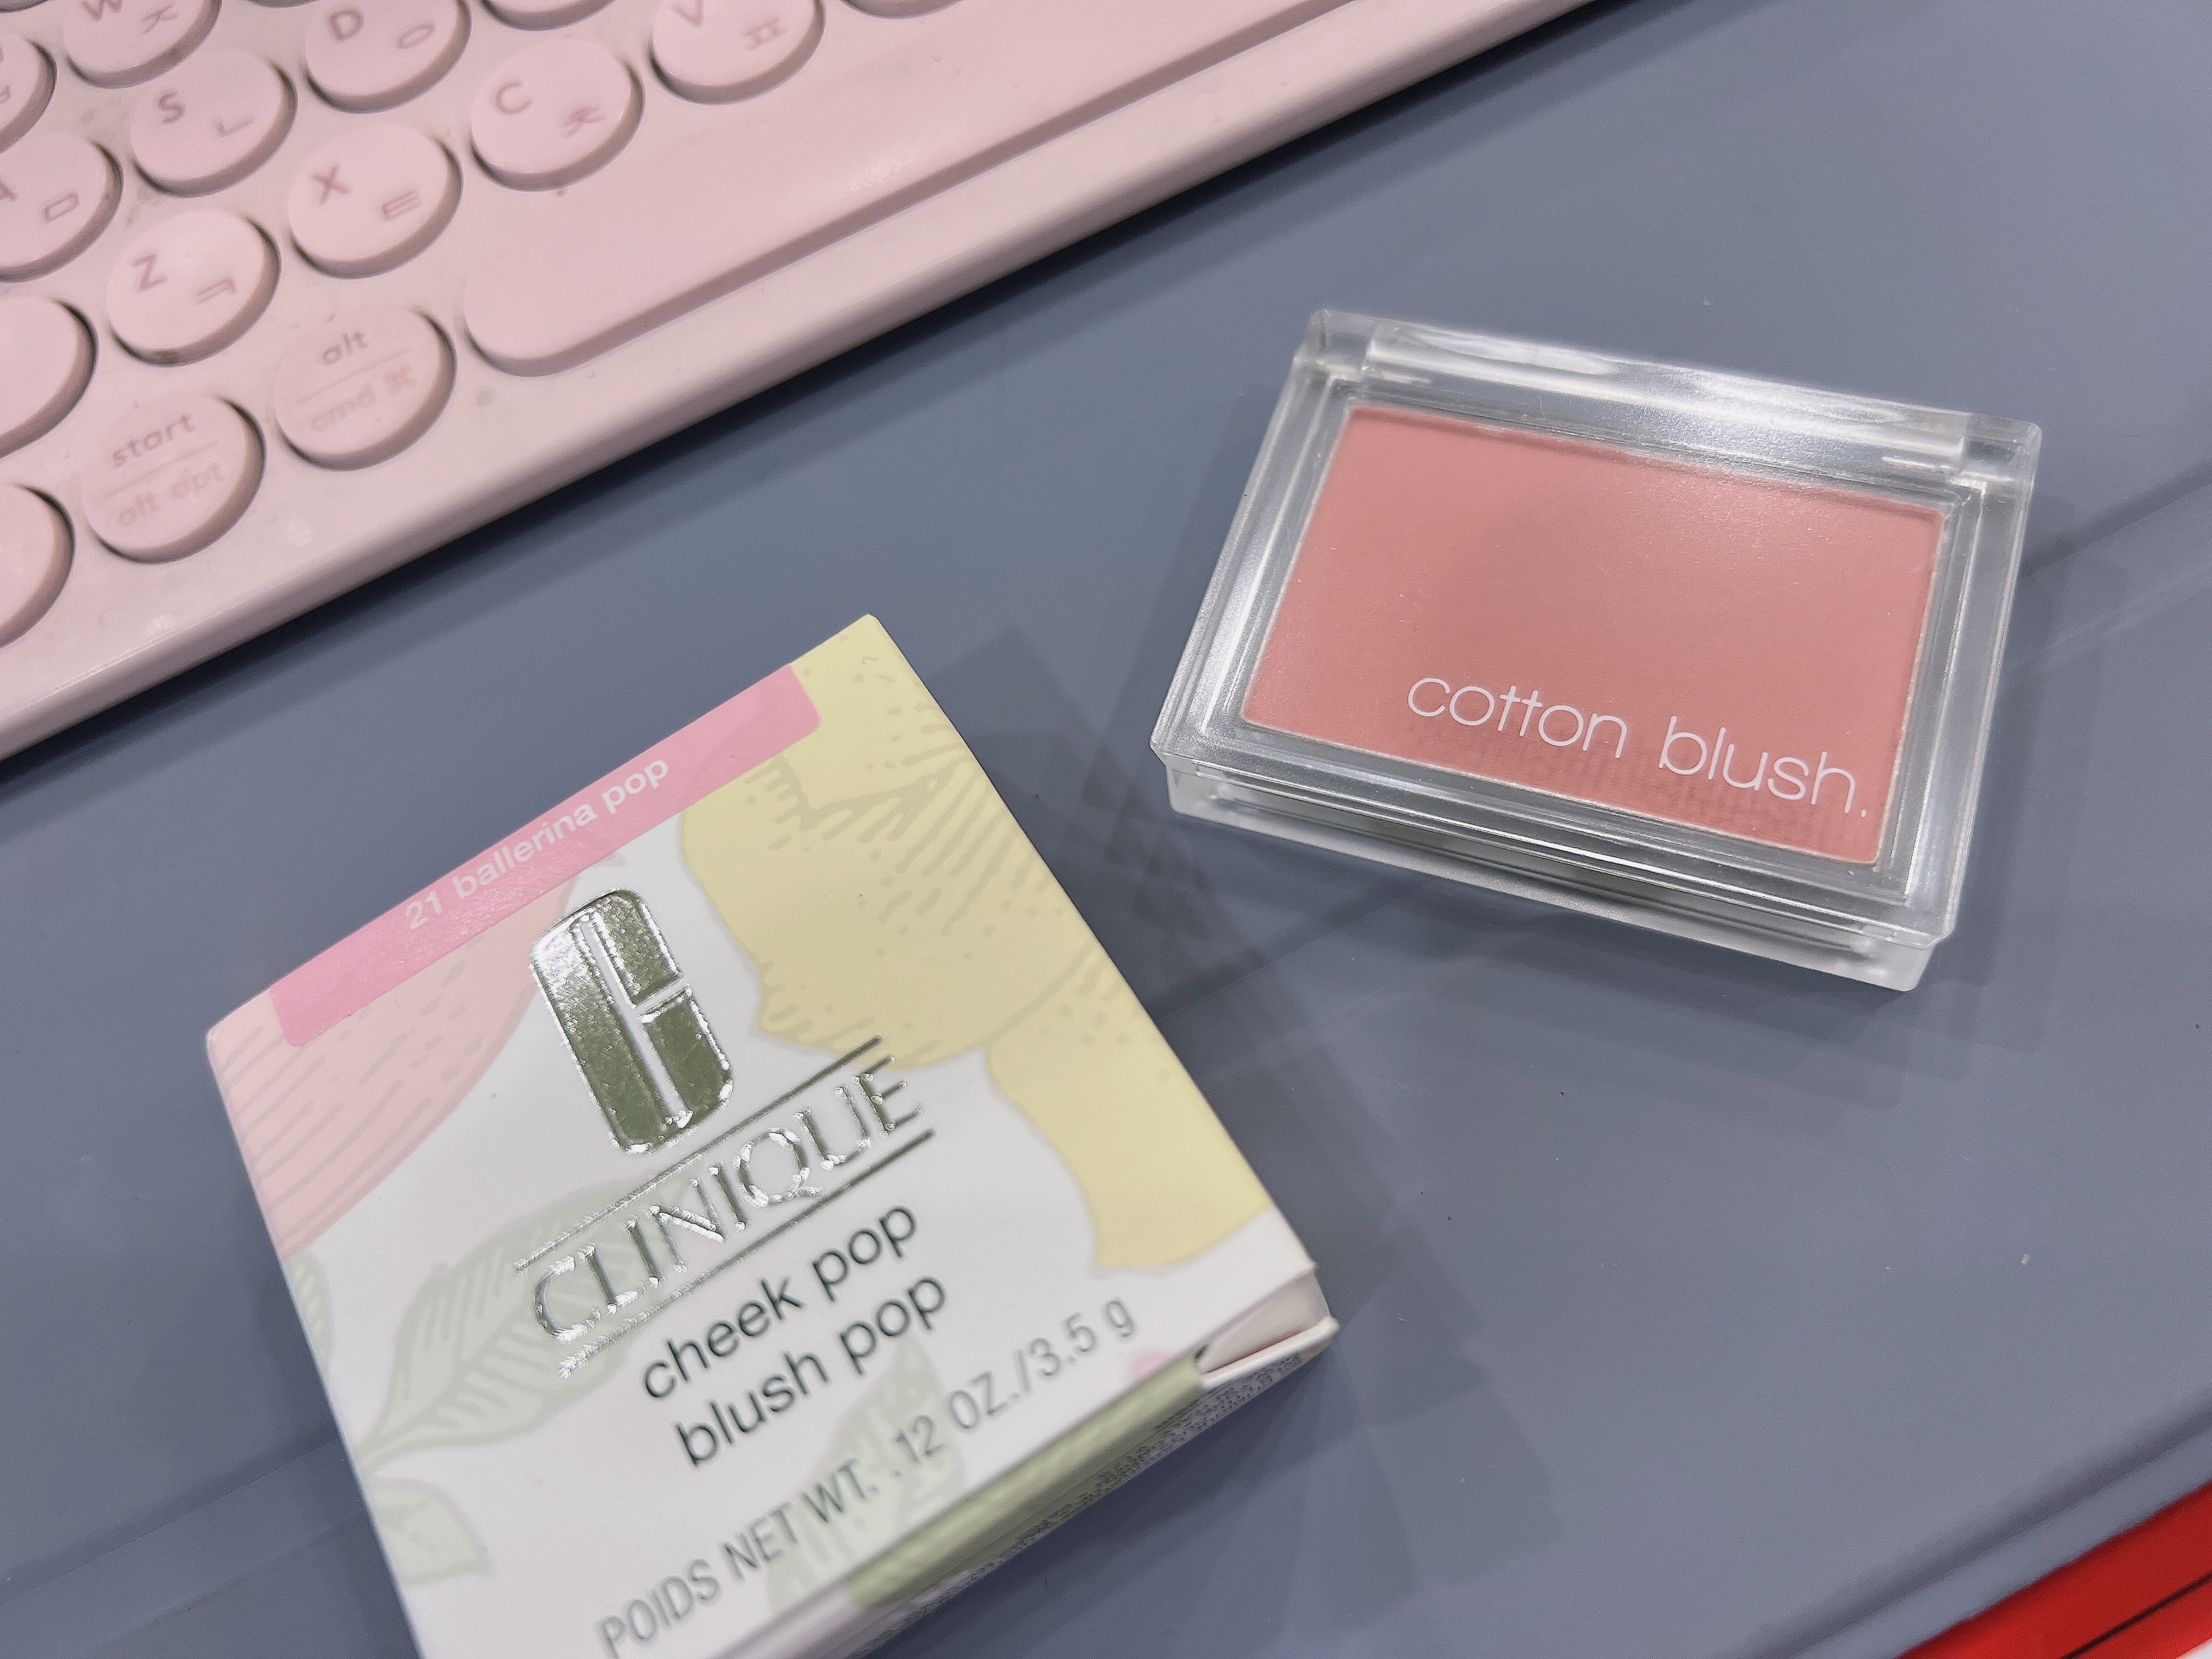 W ㅈ
D ㅇ
V ㅍ
S ㄴ
C ㅊ
A ㅁ
X ㅌ
Z ㅋ
alt
cmd ⌘
start
alt opt
cotton blush.
21 ballerina pop
CLINIQUE
cheek pop
blush pop
POIDS NET WT. .12 OZ./3.5 g